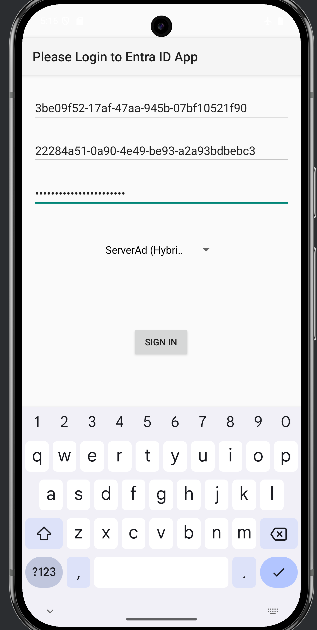 Please Login to Entra ID App
3be09f52-17af-47aa-945b-07bf10521f90
22284a51-0a90-4e49-be93-a2a93bdbebc3
••••••••••••••••••••••••
ServerAd (Hybri..
SIGN IN
1 2 3 4 5 6 7 8 9 0
q w e r t y u i o p
a s d f g h j k l
z x c v b n m
?123 , .